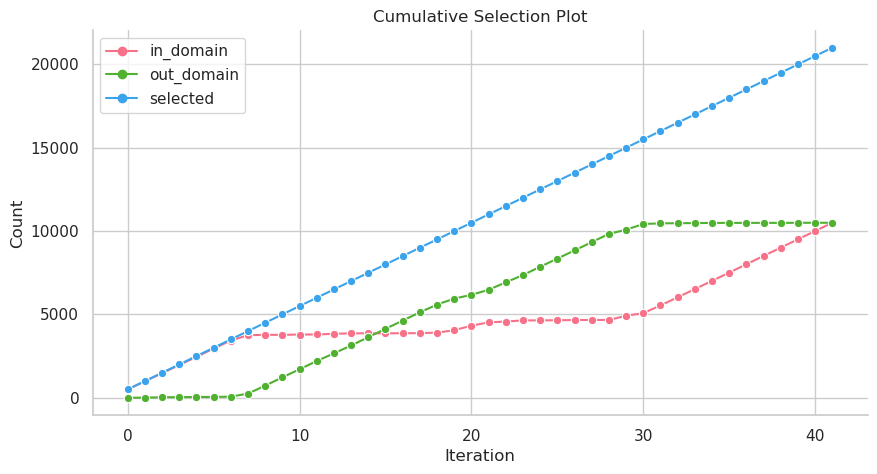 Cumulative Selection Plot
in_domain
out_domain
selected
20000
15000
10000
5000
0
Count
0 10 20 30 40
Iteration